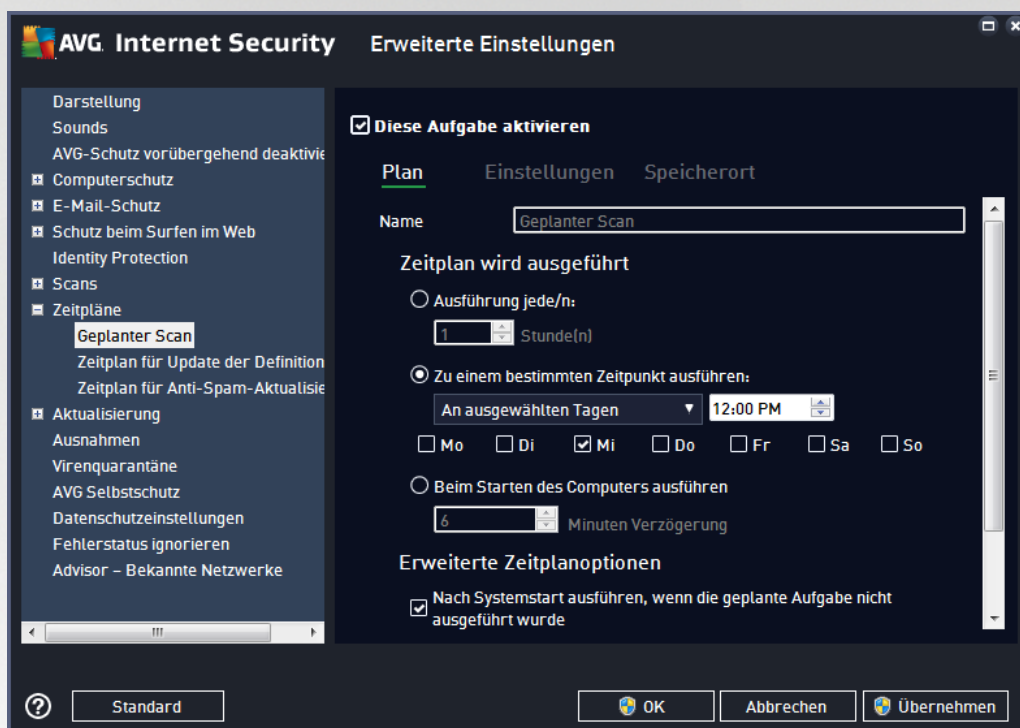 AVG. Internet Security
Erweiterte Einstellungen
Darstellung
Sounds
AVG-Schutz vorübergehend deaktivie
Computerschutz
E-Mail-Schutz
Schutz beim Surfen im Web
Identity Protection
Scans
Zeitpläne
Geplanter Scan
Zeitplan für Update der Definition
Zeitplan für Anti-Spam-Aktualisie
Aktualisierung
Ausnahmen
Virenquarantäne
AVG Selbstschutz
Datenschutzeinstellungen
Fehlerstatus ignorieren
Advisor – Bekannte Netzwerke
Diese Aufgabe aktivieren
Plan Einstellungen Speicherort
Name Geplanter Scan
Zeitplan wird ausgeführt
Ausführung jede/n:
1 Stunde(n)
Zu einem bestimmten Zeitpunkt ausführen:
An ausgewählten Tagen 12:00 PM
Mo Di Mi Do Fr Sa So
Beim Starten des Computers ausführen
6 Minuten Verzögerung
Erweiterte Zeitplanoptionen
Nach Systemstart ausführen, wenn die geplante Aufgabe nicht
ausgeführt wurde
? Standard OK Abbrechen Übernehmen